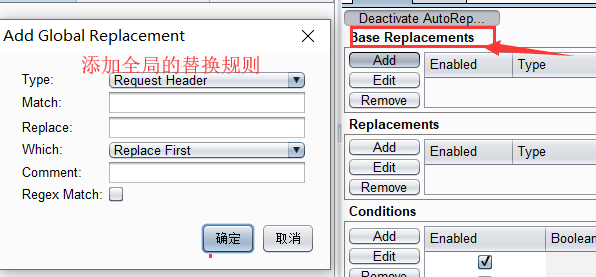 Add Global Replacement
添加全局的替换规则
Type:
Request Header
Match:
Replace:
Which:
Replace First
Comment:
Regex Match:
确定
取消
Deactivate AutoRep...
Base Replacements
Add
Enabled
Type
Edit
Remove
Replacements
Add
Enabled
Type
Edit
Remove
Conditions
Add
Enabled
Boolean
Edit
Remove